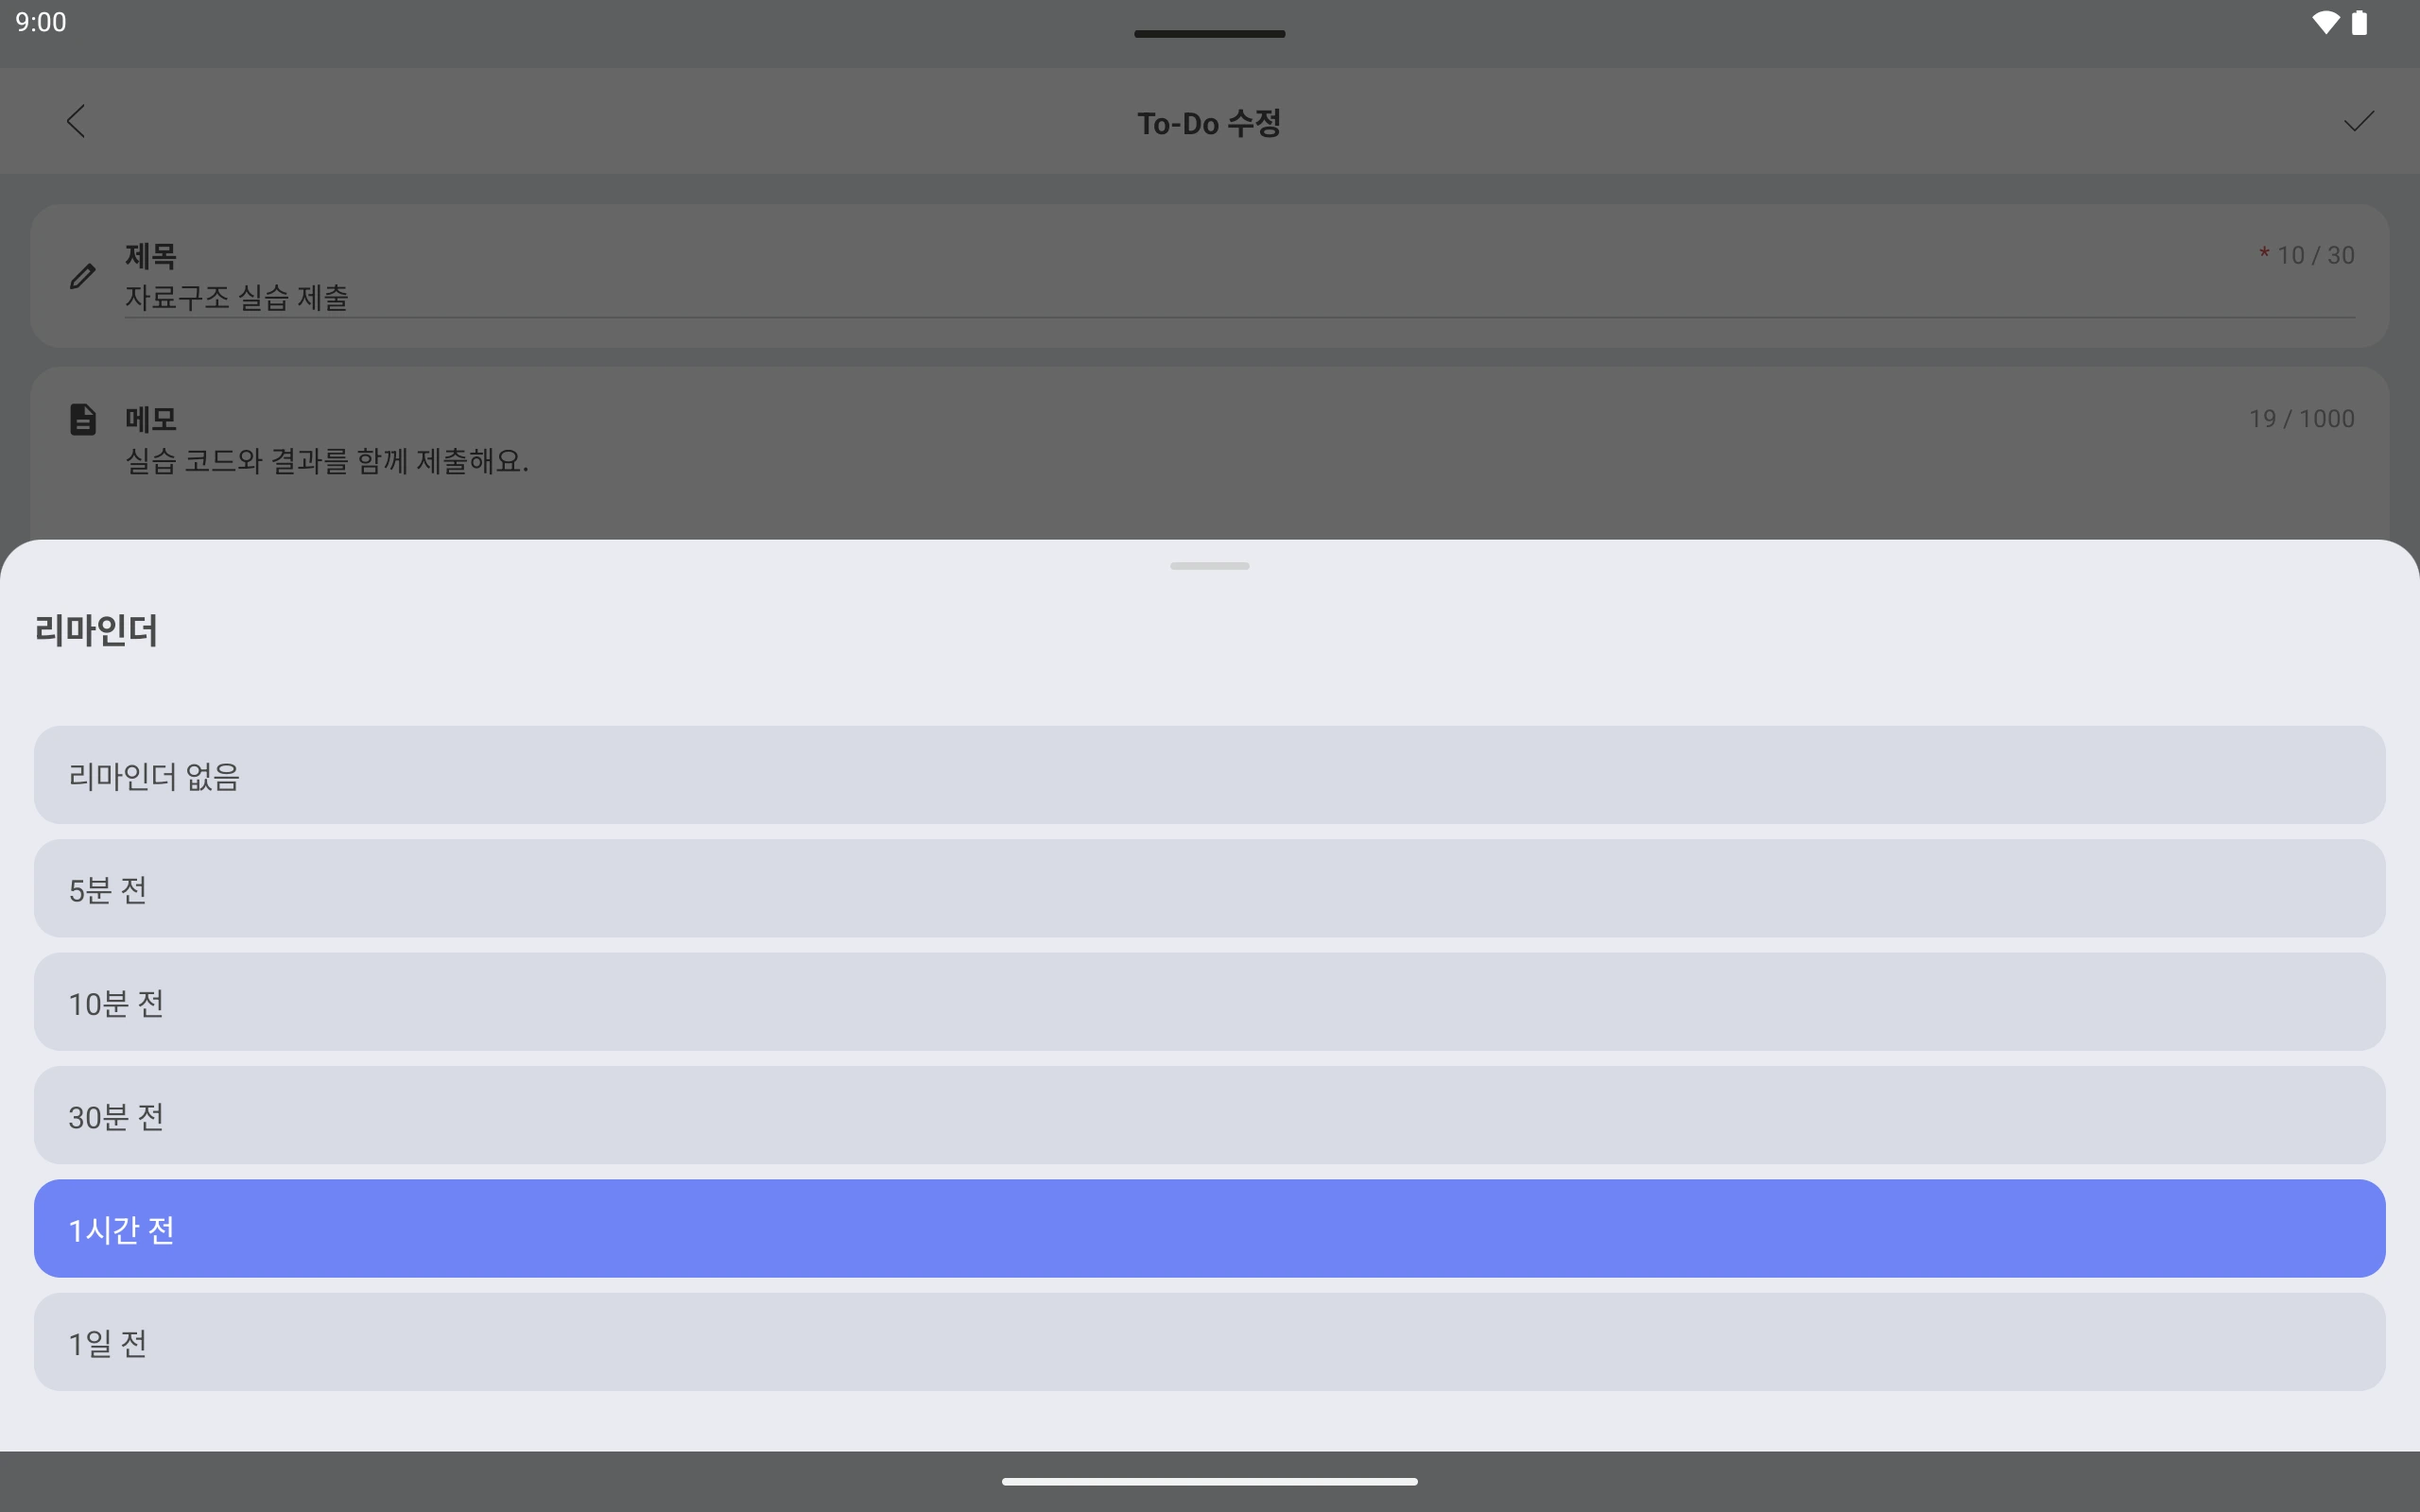 9:00
To-Do 수정
제목
* 10 / 30
자료구조 실습 제출
메모
19 / 1000
실습 코드와 결과를 함께 제출해요.
리마인더
리마인더 없음
5분 전
10분 전
30분 전
1시간 전
1일 전